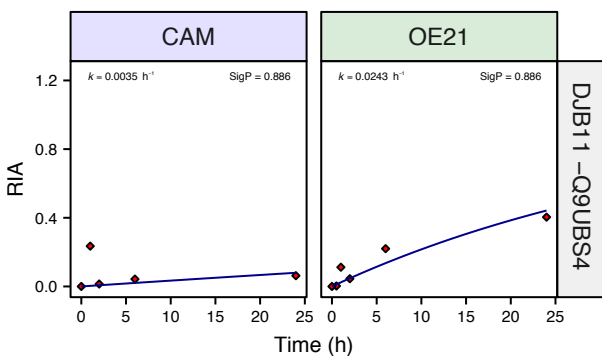 CAM
OE21
k = 0.0035 h⁻¹
SigP = 0.886
k = 0.0243 h⁻¹
SigP = 0.886
1.2
0.8
0.4
0.0
RIA
DJB11 −Q9UBS4
0
5
10
15
20
25
0
5
10
15
20
25
Time (h)